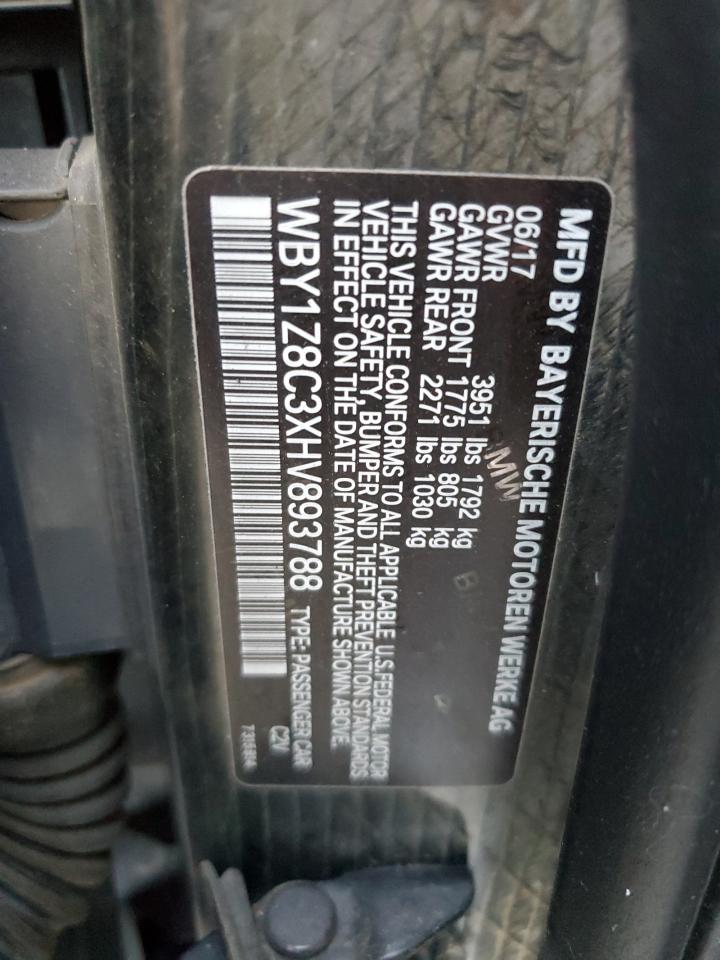 MFD BY BAYERISCHE MOTOREN WERKE AG
06/17
GVWR 3951 lbs 1792 kg
GAWR FRONT 1775 lbs 805 kg
GAWR REAR 2271 lbs 1030 kg
THIS VEHICLE CONFORMS TO ALL APPLICABLE U.S.FEDERAL MOTOR
VEHICLE SAFETY, BUMPER AND THEFT PREVENTION STANDARDS
IN EFFECT ON THE DATE OF MANUFACTURE SHOWN ABOVE.
WBY1Z8C3XHV893788 TYPE: PASSENGER CAR
C2V